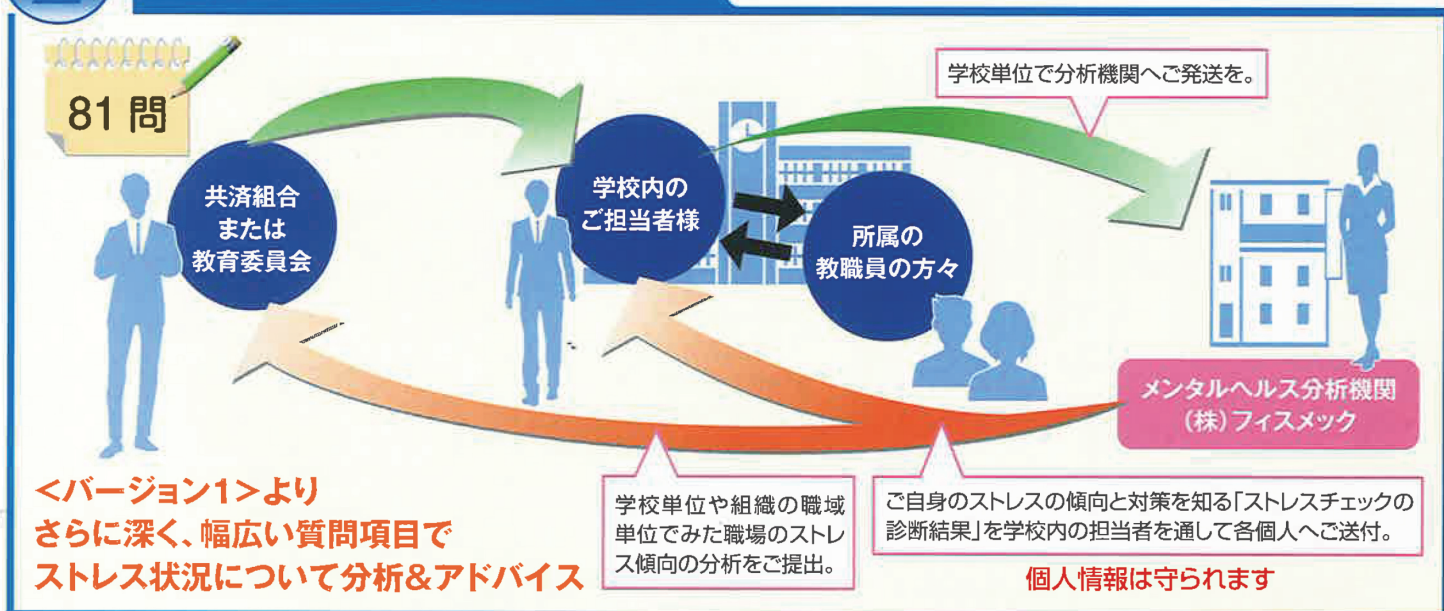 81問
学校単位で分析機関へご発送を。
共済組合
または
教育委員会
学校内の
ご担当者様
所属の
教職員の方々
メンタルヘルス分析機関
(株)フィスメック
<バージョン1>より
さらに深く、幅広い質問項目で
ストレス状況について分析&アドバイス
学校単位や組織の職域
単位でみた職場のストレ
ス傾向の分析をご提出。
ご自身のストレスの傾向と対策を知る「ストレスチェックの
診断結果」を学校内の担当者を通して各個人へご送付。
個人情報は守られます